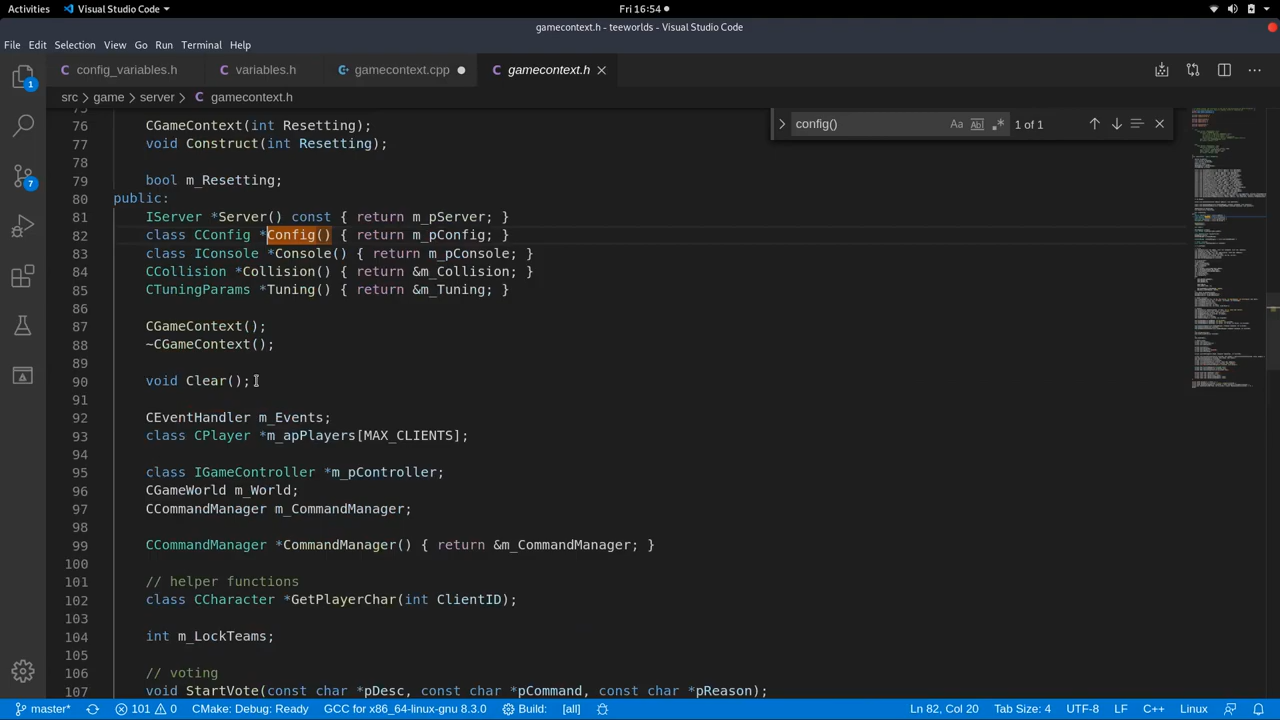 Activities Visual Studio Code Fri 16:54
gamecontext.h - teeworlds - Visual Studio Code
File Edit Selection View Go Run Terminal Help
config_variables.h variables.h gamecontext.cpp gamecontext.h
src > game > server > gamecontext.h
config() Aa Ab| .* 1 of 1
76 CGameContext(int Resetting);
77 void Construct(int Resetting);
78
79 bool m_Resetting;
80 public:
81 IServer *Server() const { return m_pServer; }
82 class CConfig *Config() { return m_pConfig; }
83 class IConsole *Console() { return m_pConsole; }
84 CCollision *Collision() { return &m_Collision; }
85 CTuningParams *Tuning() { return &m_Tuning; }
86
87 CGameContext();
88 ~CGameContext();
89
90 void Clear();
91
92 CEventHandler m_Events;
93 class CPlayer *m_apPlayers[MAX_CLIENTS];
94
95 class IGameController *m_pController;
96 CGameWorld m_World;
97 CCommandManager m_CommandManager;
98
99 CCommandManager *CommandManager() { return &m_CommandManager; }
100
101 // helper functions
102 class CCharacter *GetPlayerChar(int ClientID);
103
104 int m_LockTeams;
105
106 // voting
107 void StartVote(const char *pDesc, const char *pCommand, const char *pReason);
1
7
master* 101 0 CMake: Debug: Ready GCC for x86_64-linux-gnu 8.3.0 Build: [all] Ln 82, Col 20 Tab Size: 4 UTF-8 LF C++ Linux